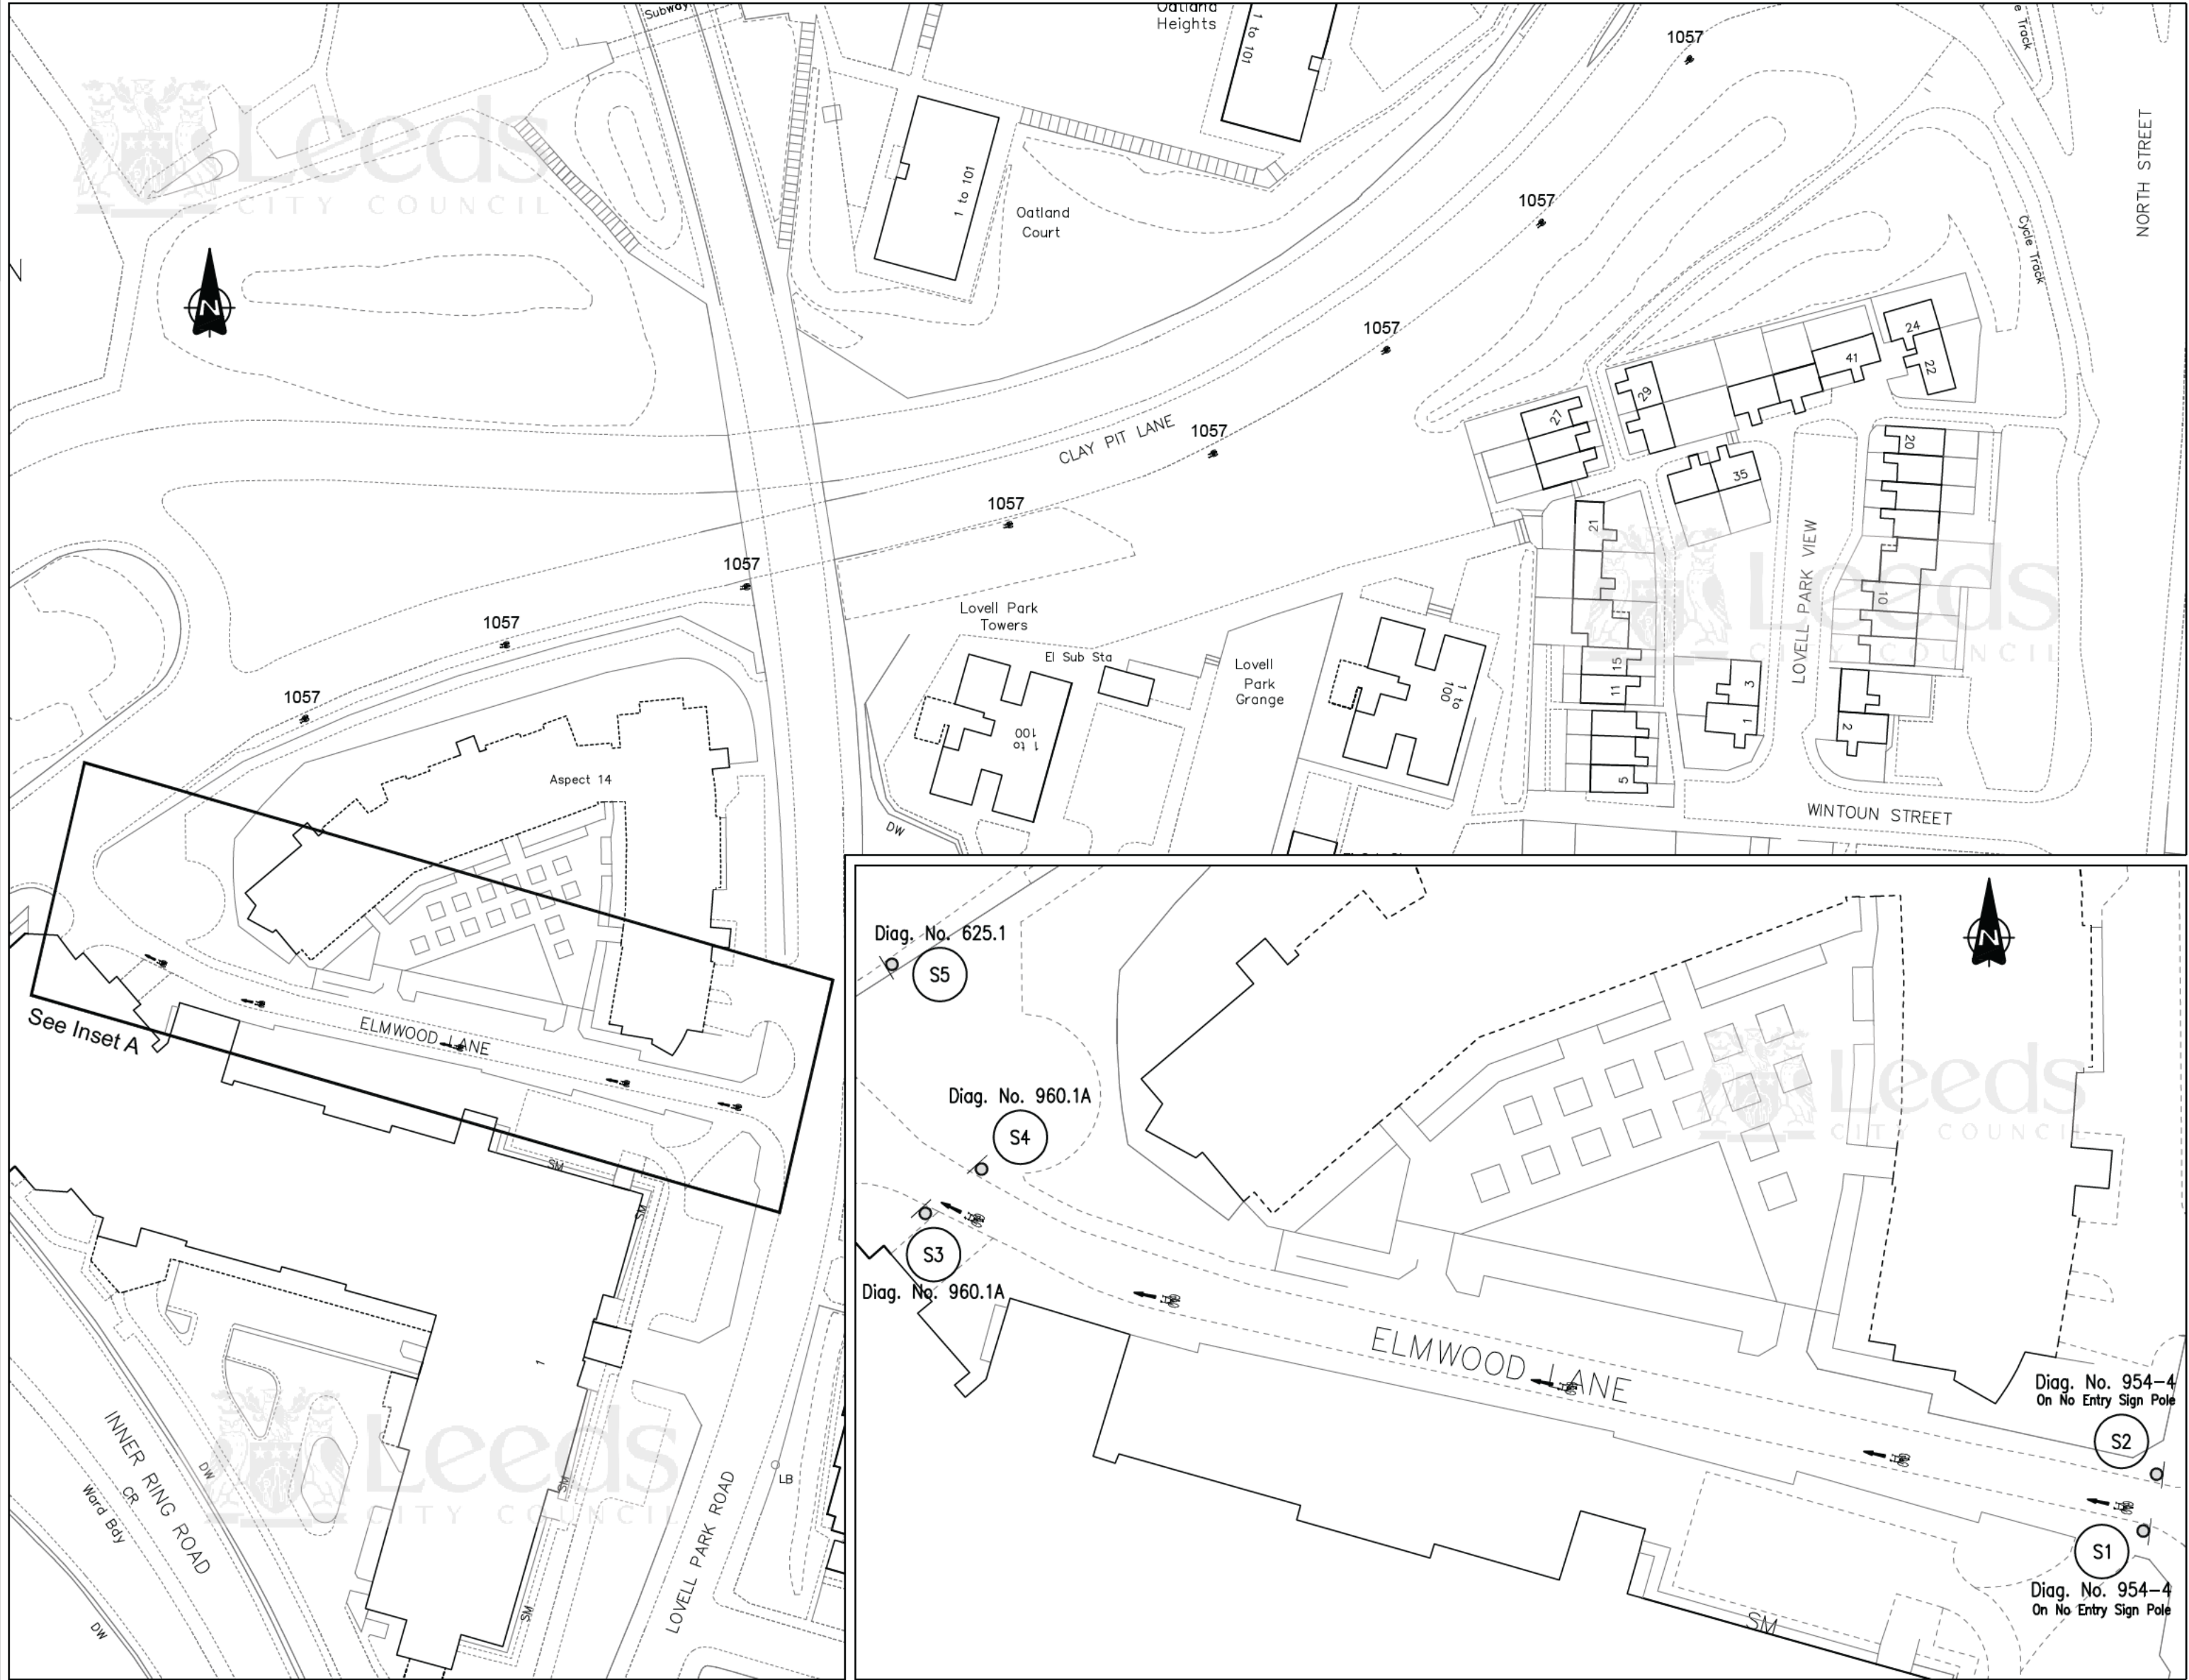 Subway
Oatland
Heights
1 to 101
1057
e Track
NORTH STREET
Leeds
CITY COUNCIL
N
1 to 101
Oatland
Court
1057
Cycle Track
N
1057
24
22
41
29
27
CLAY PIT LANE
1057
20
35
1057
21
LOVELL PARK VIEW
Leeds
CITY COUNCIL
1057
10
Lovell Park
Towers
1057
El Sub Sta
Lovell
Park
Grange
1 to
100
15
11
3
1
2
1057
1 to
100
Aspect 14
5
WINTOUN STREET
DW
See Inset A
ELMWOOD LANE
SM
SM
1
INNER RING ROAD
CR
Ward Bdy
DW
DW
Leeds
CITY COUNCIL
SM
SM
LOVELL PARK ROAD
LB
Diag. No. 625.1
S5
N
Diag. No. 960.1A
S4
Leeds
CITY COUNCIL
S3
Diag. No. 960.1A
ELMWOOD LANE
Diag. No. 954-4
On No Entry Sign Pole
S2
S1
Diag. No. 954-4
On No Entry Sign Pole
SM